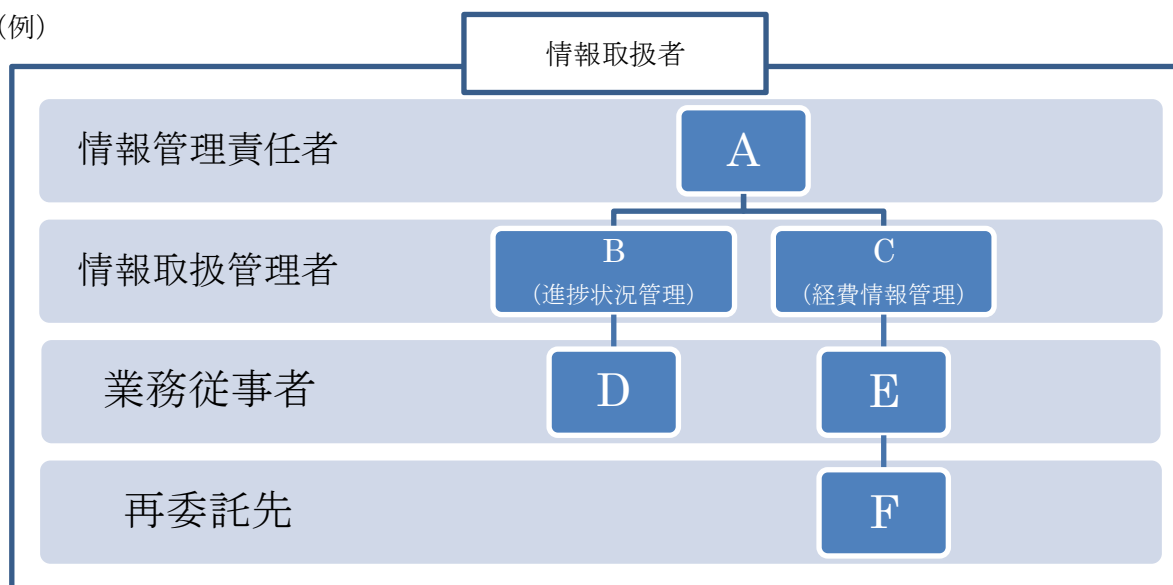 (例)
情報取扱者
情報管理責任者
A
情報取扱管理者
B
(進捗状況管理)
C
(経費情報管理)
業務従事者
D
E
再委託先
F